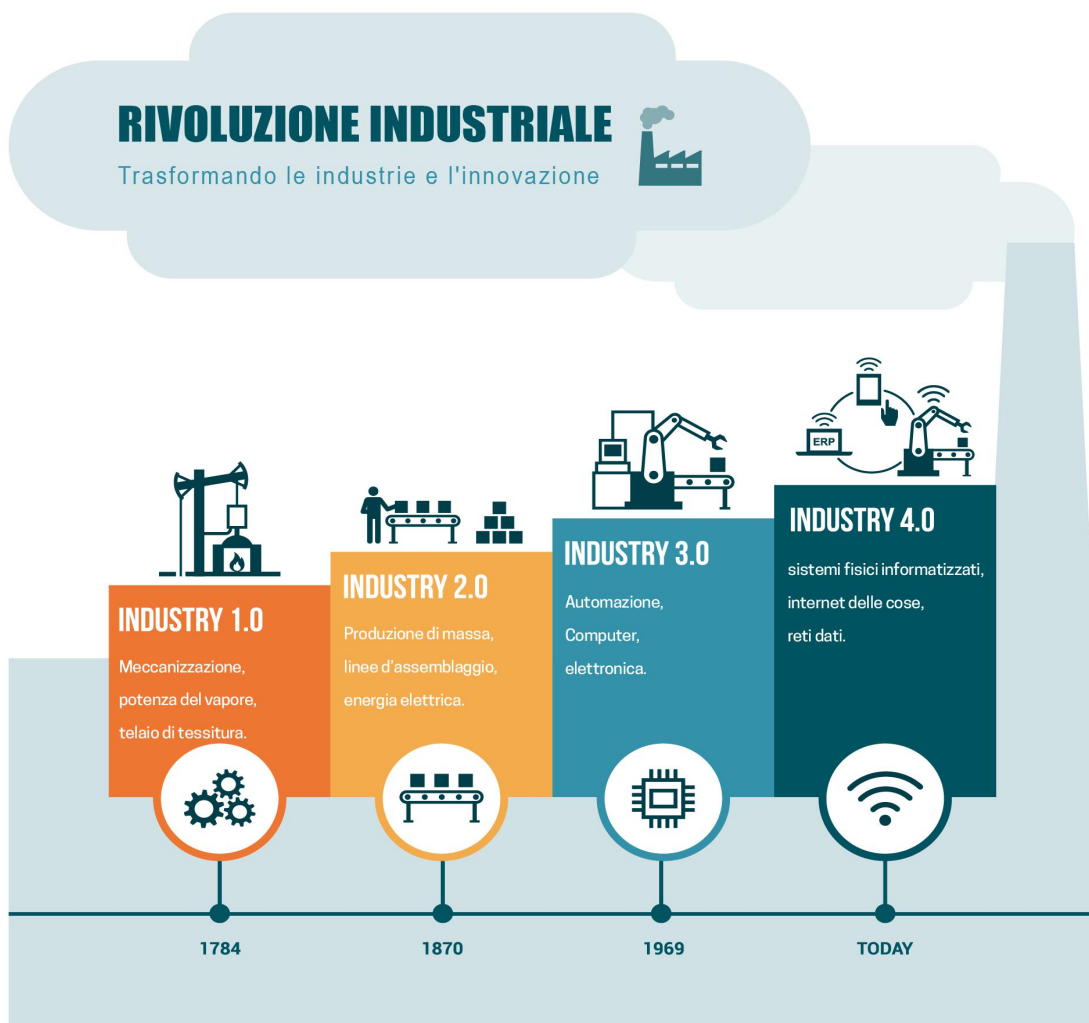 RIVOLUZIONE INDUSTRIALE
Trasformando le industrie e l'innovazione
ERP
INDUSTRY 1.0
Meccanizzazione,
potenza del vapore,
telaio di tessitura.
INDUSTRY 2.0
Produzione di massa,
linee d'assemblaggio,
energia elettrica.
INDUSTRY 3.0
Automazione,
Computer,
elettronica.
INDUSTRY 4.0
sistemi fisici informatizzati,
internet delle cose,
reti dati.
1784
1870
1969
TODAY